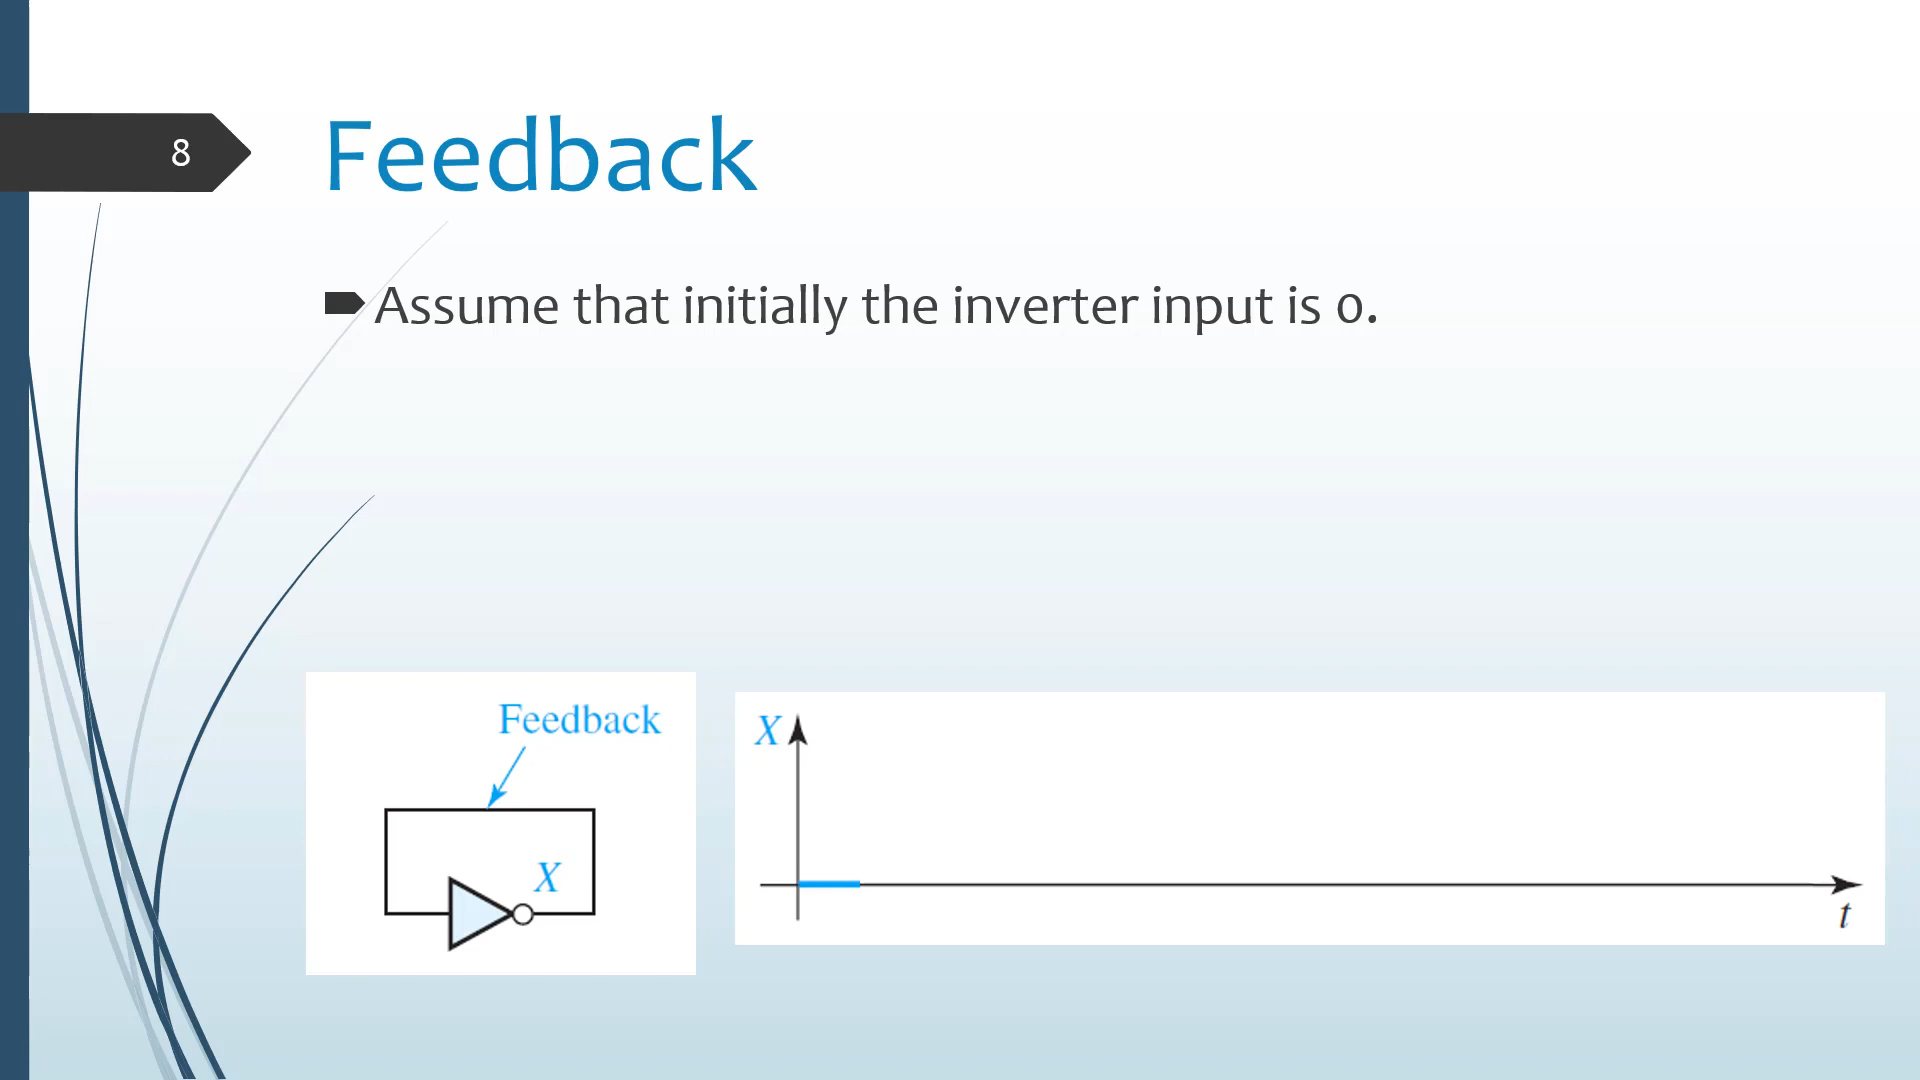 8
Feedback
Assume that initially the inverter input is 0.
Feedback
X
X
t